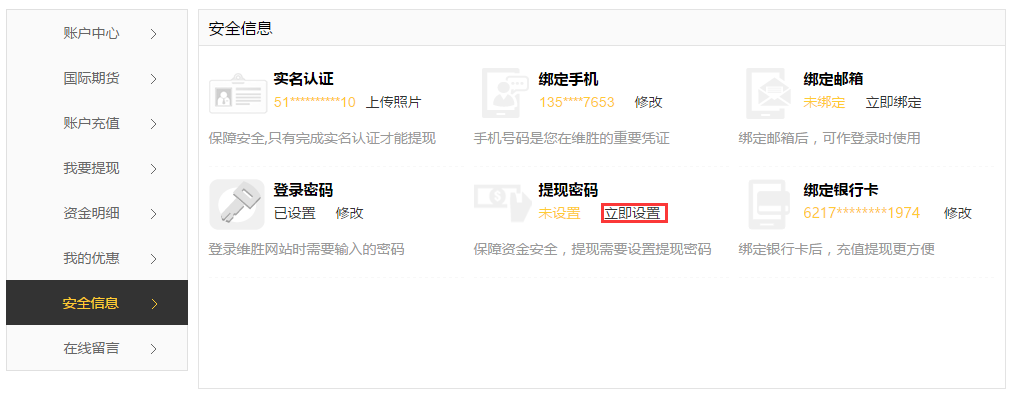 账户中心
国际期货
账户充值
我要提现
资金明细
我的优惠
安全信息
在线留言
安全信息
实名认证
51**********10 上传照片
保障安全,只有完成实名认证才能提现
绑定手机
135****7653 修改
手机号码是您在维胜的重要凭证
绑定邮箱
未绑定 立即绑定
绑定邮箱后，可作登录时使用
登录密码
已设置 修改
登录维胜网站时需要输入的密码
提现密码
未设置 立即设置
保障资金安全，提现需要设置提现密码
绑定银行卡
6217********1974 修改
绑定银行卡后，充值提现更方便